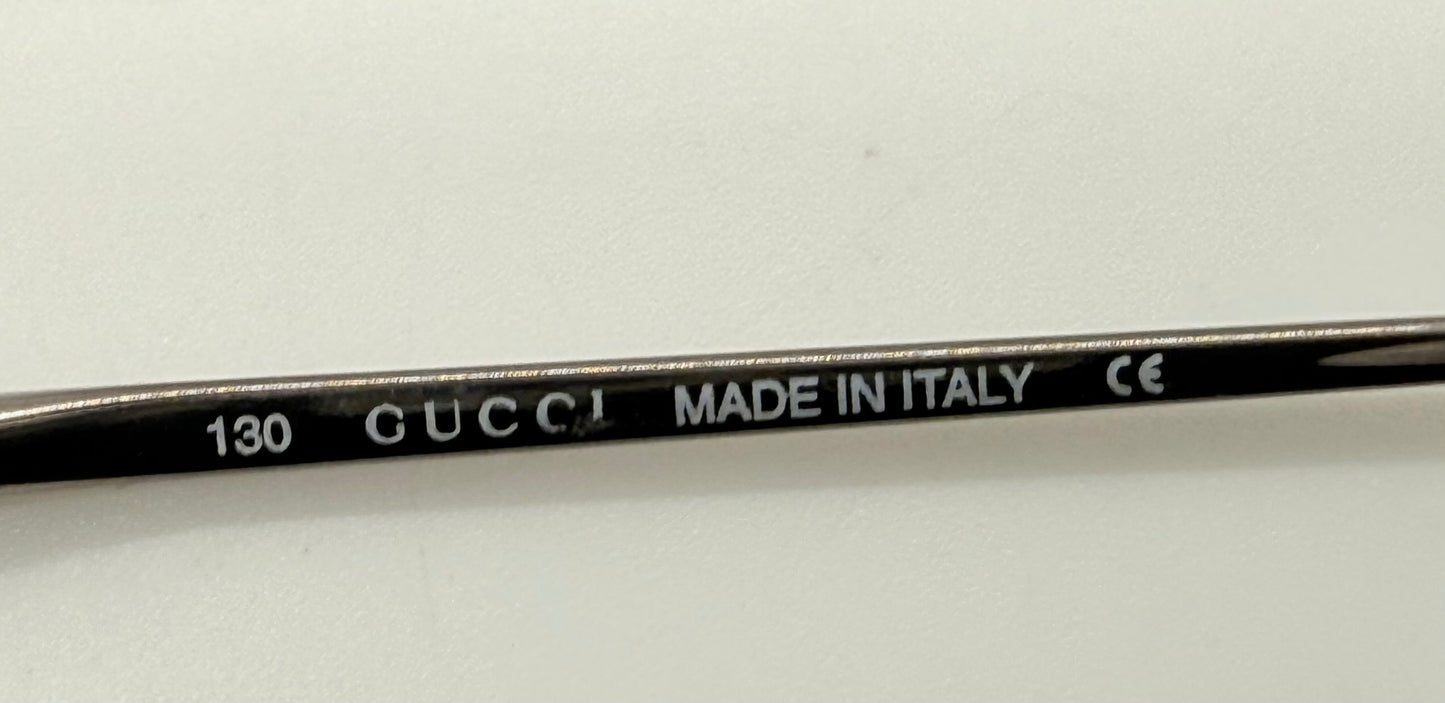 130 GUCCI MADE IN ITALY CE